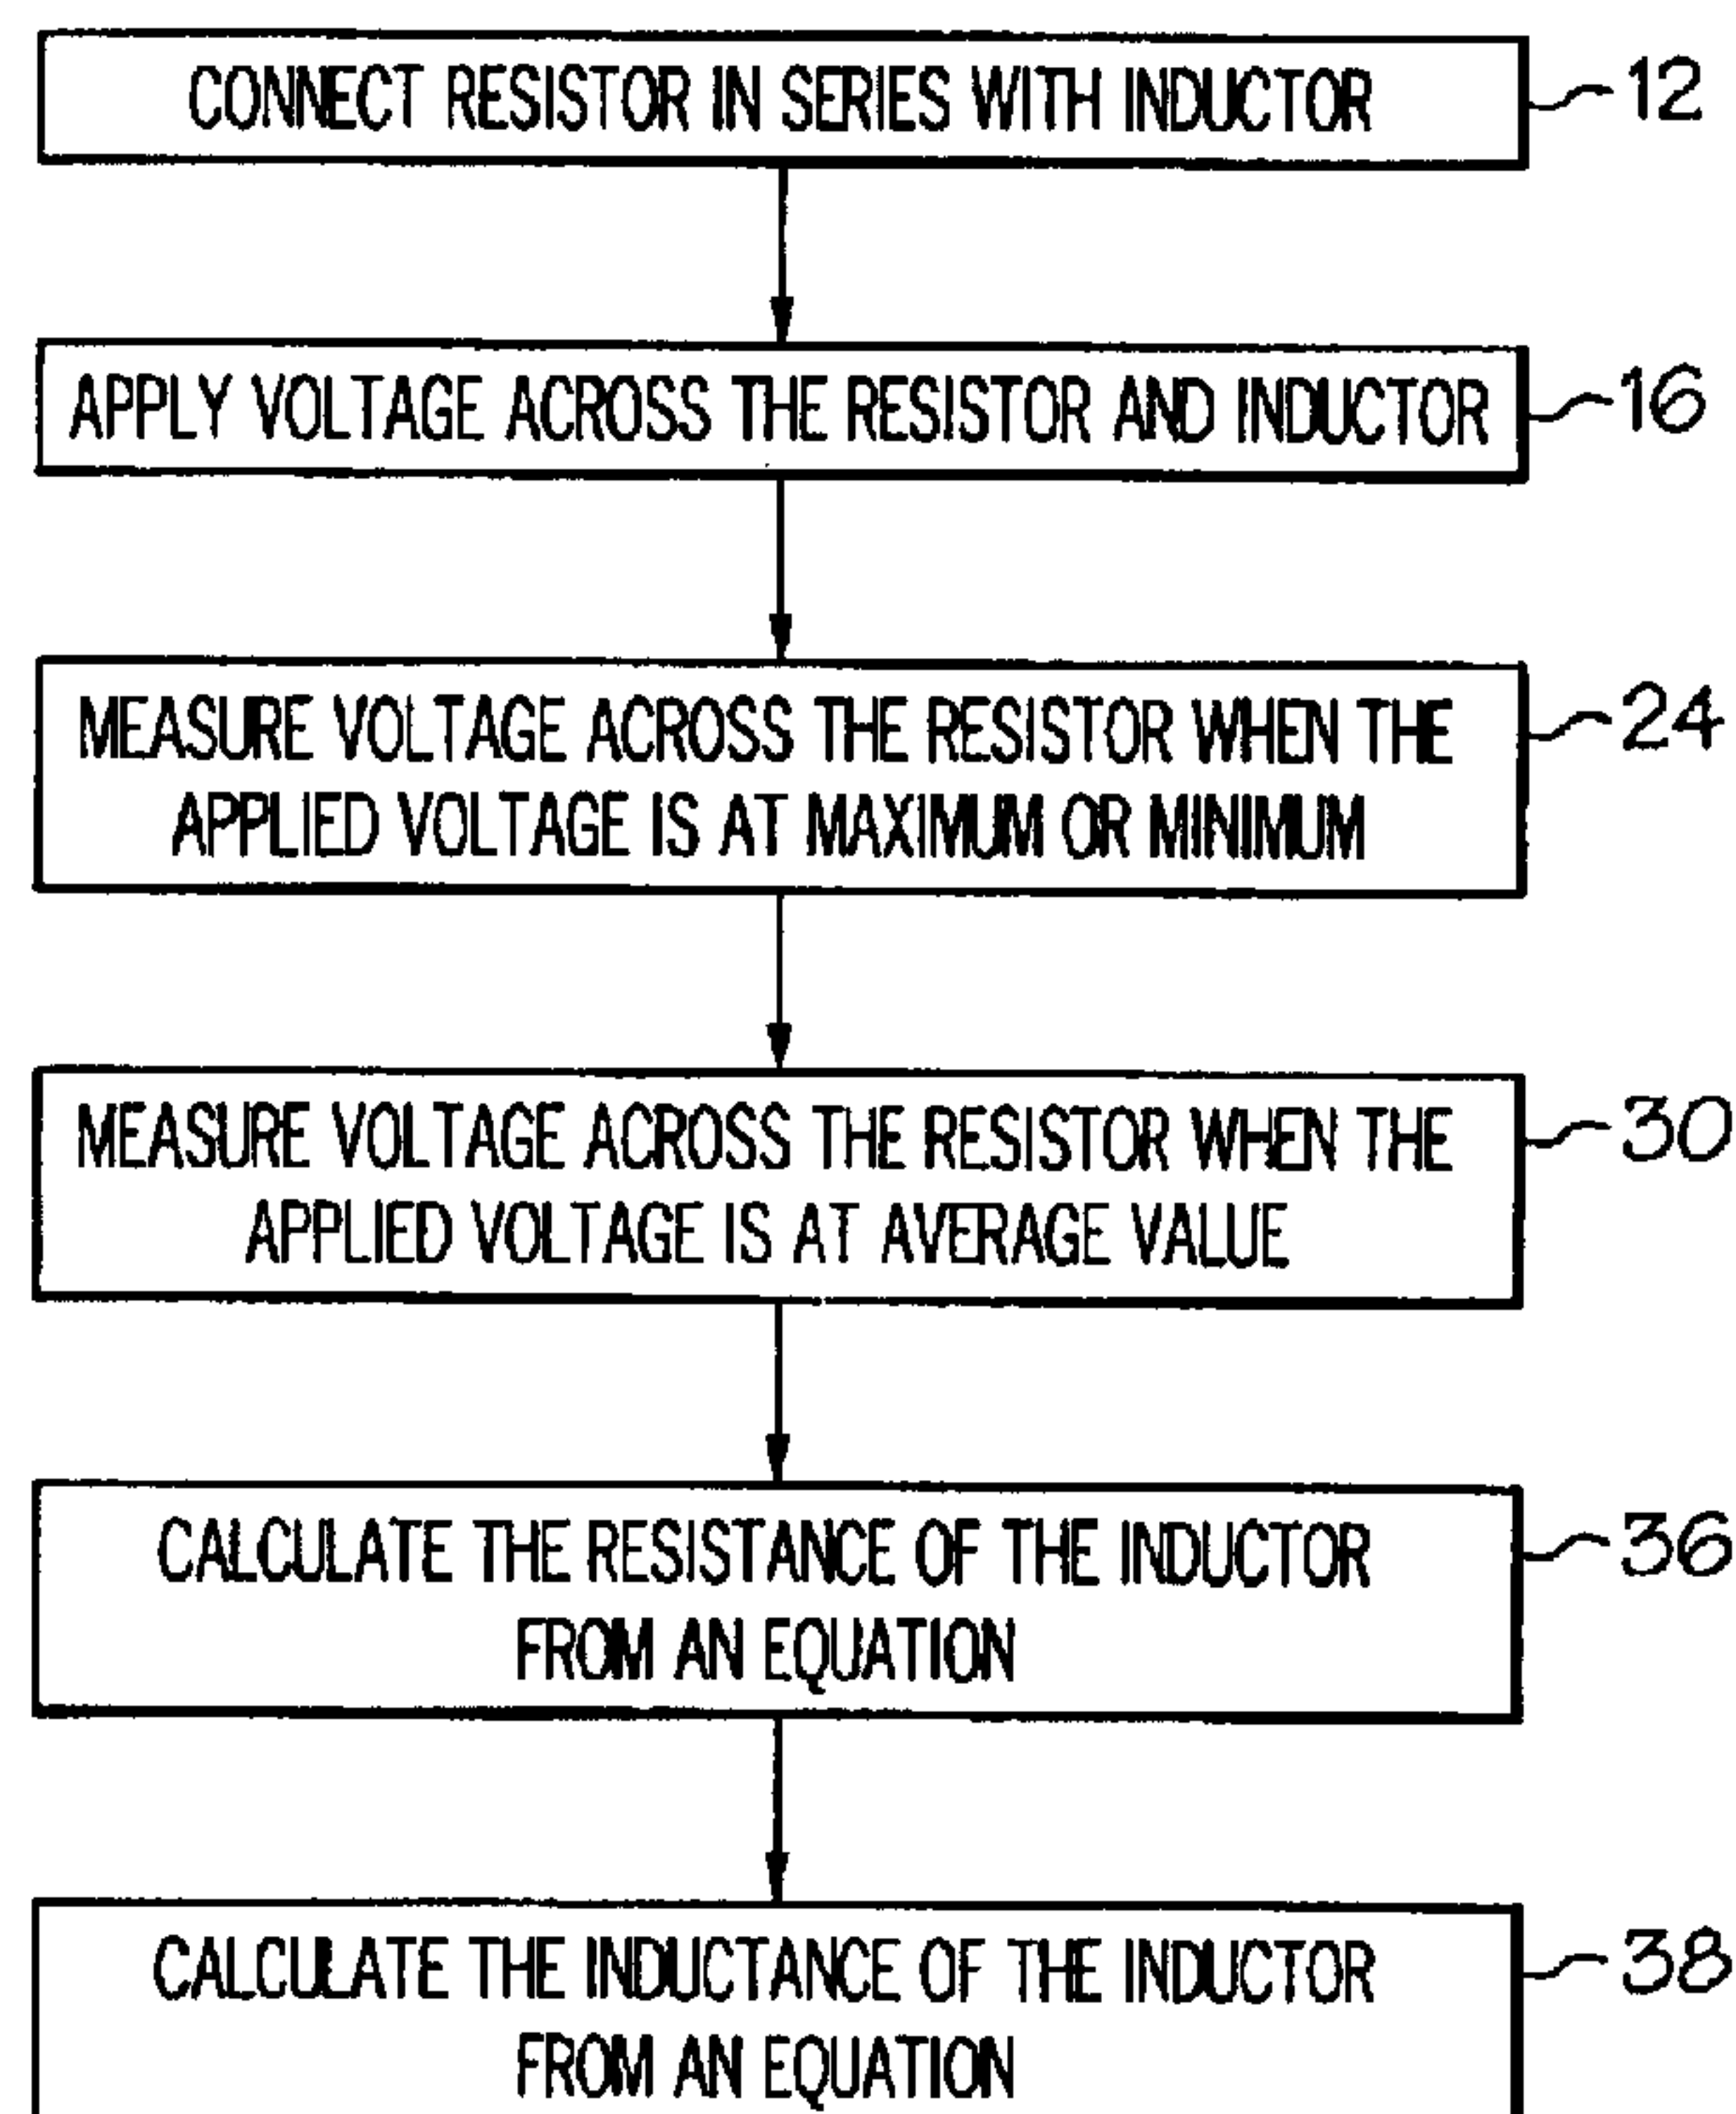 CONNECT RESISTOR IN SERIES WITH INDUCTOR
12
APPLY VOLTAGE ACROSS THE RESISTOR AND INDUCTOR
16
MEASURE VOLTAGE ACROSS THE RESISTOR WHEN THE
APPLIED VOLTAGE IS AT MAXIMUM OR MINIMUM
24
MEASURE VOLTAGE ACROSS THE RESISTOR WHEN THE
APPLIED VOLTAGE IS AT AVERAGE VALUE
30
CALCULATE THE RESISTANCE OF THE INDUCTOR
FROM AN EQUATION
36
CALCULATE THE INDUCTANCE OF THE INDUCTOR
FROM AN EQUATION
38